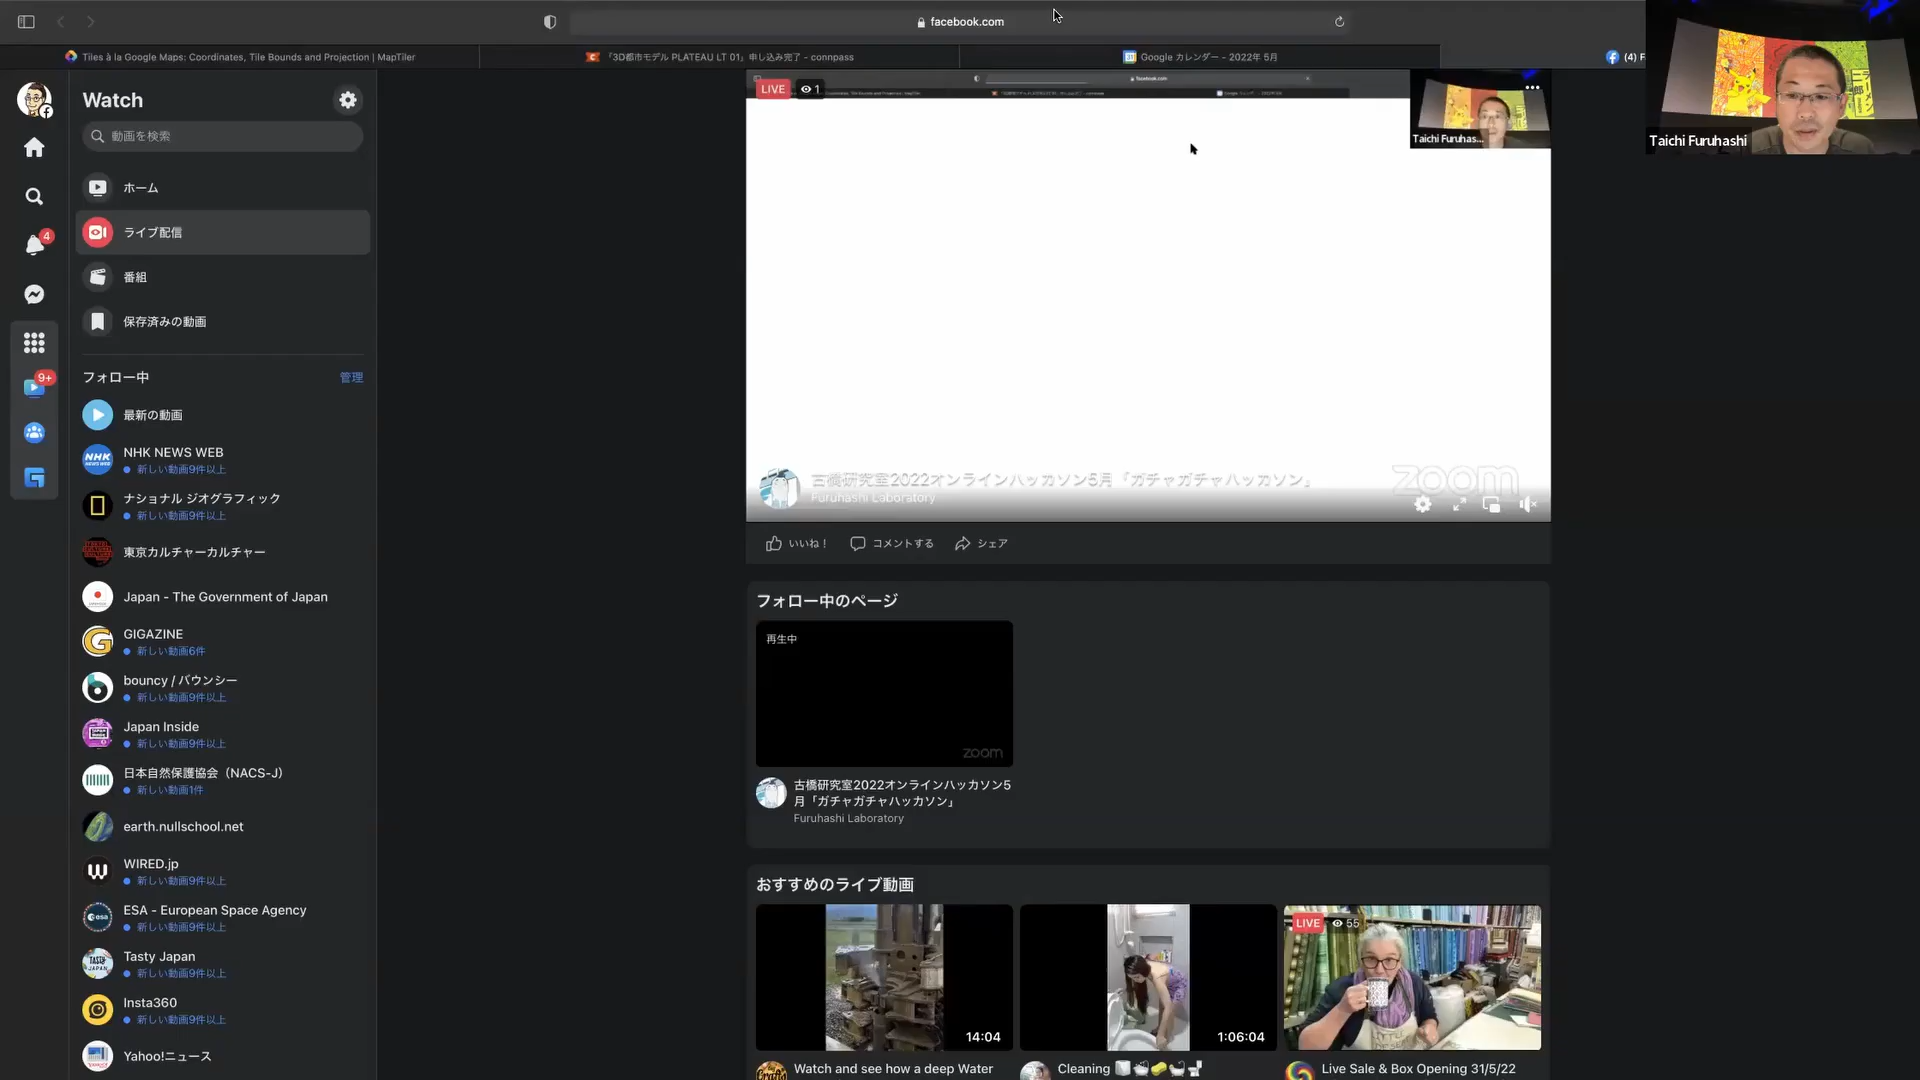 facebook.com
Tiles à la Google Maps: Coordinates, Tile Bounds and Projection | MapTiler
「3D都市モデル PLATEAU LT 01」申し込み完了 - connpass
Google カレンダー - 2022年 5月
(4) F
Taichi Furuhashi
Watch
動画を検索
ホーム
ライブ配信
番組
保存済みの動画
4
9+
フォロー中
管理
最新の動画
NHK NEWS WEB
新しい動画9件以上
ナショナル ジオグラフィック
新しい動画9件以上
東京カルチャーカルチャー
Japan - The Government of Japan
GIGAZINE
新しい動画6件
bouncy / バウンシー
新しい動画9件以上
Japan Inside
新しい動画9件以上
日本自然保護協会（NACS-J）
新しい動画1件
earth.nullschool.net
WIRED.jp
新しい動画9件以上
ESA - European Space Agency
新しい動画9件以上
Tasty Japan
新しい動画9件以上
Insta360
新しい動画9件以上
Yahoo!ニュース
LIVE
1
facebook.com
Taichi Furuhas...
古橋研究室2022オンラインハッカソン5月「ガチャガチャハッカソン」
Furuhashi Laboratory
zoom
いいね！
コメントする
シェア
フォロー中のページ
再生中
zoom
古橋研究室2022オンラインハッカソン5
月「ガチャガチャハッカソン」
Furuhashi Laboratory
おすすめのライブ動画
14:04
1:06:04
LIVE
55
Watch and see how a deep Water
Cleaning
Live Sale & Box Opening 31/5/22